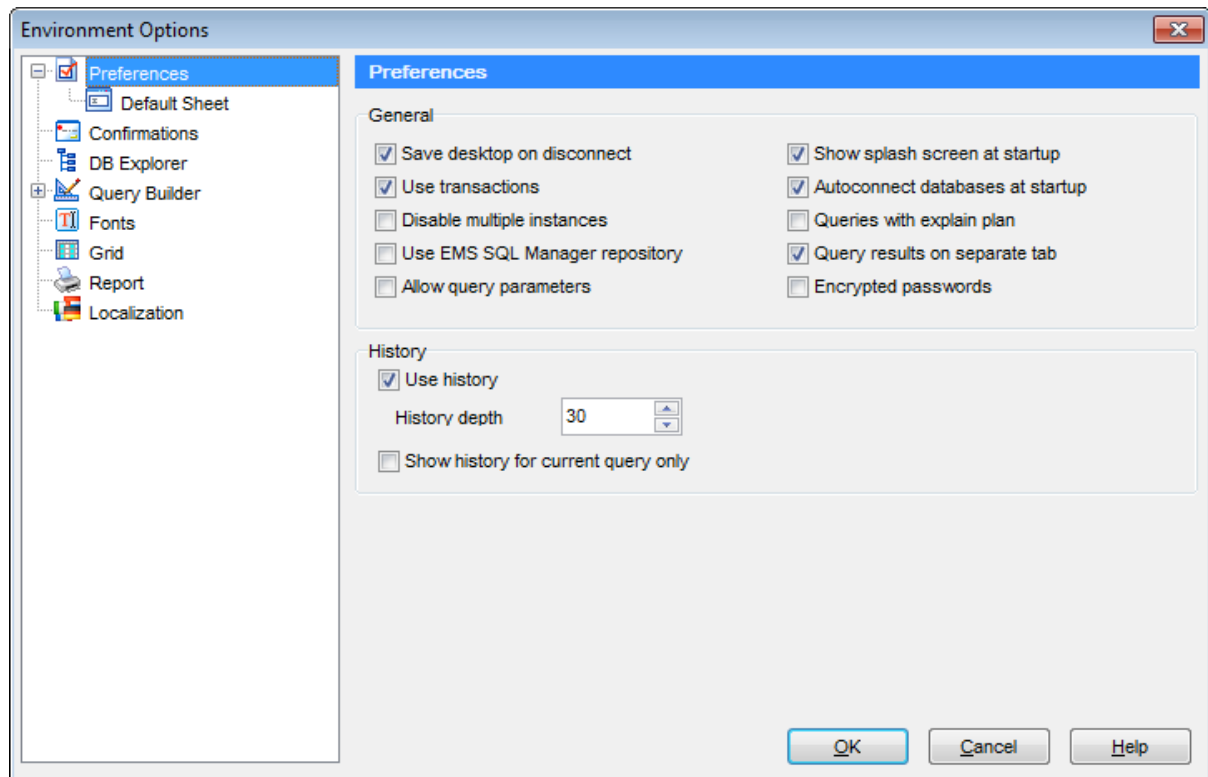 Environment Options
Preferences
Default Sheet
Confirmations
DB Explorer
Query Builder
Fonts
Grid
Report
Localization
Preferences
General
Save desktop on disconnect
Use transactions
Disable multiple instances
Use EMS SQL Manager repository
Allow query parameters
Show splash screen at startup
Autoconnect databases at startup
Queries with explain plan
Query results on separate tab
Encrypted passwords
History
Use history
History depth 30
Show history for current query only
OK Cancel Help